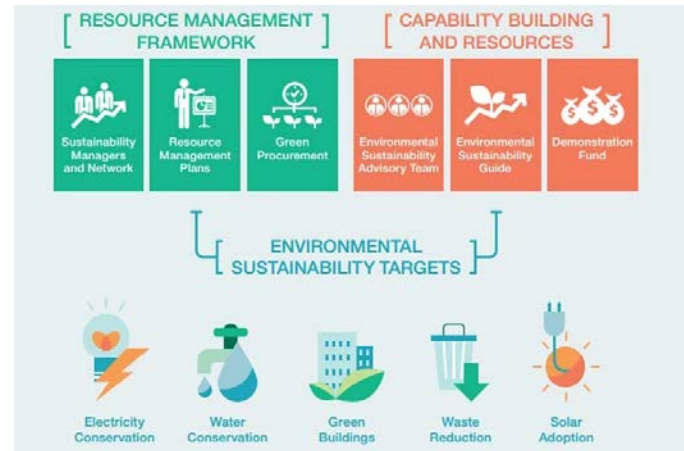 RESOURCE MANAGEMENT
FRAMEWORK
CAPABILITY BUILDING
AND RESOURCES
Sustainability
Managers
and Network
Resource
Management
Plans
Green
Procurement
Environmental
Sustainability
Advisory Team
Environmental
Sustainability
Guide
Demonstration
Fund
ENVIRONMENTAL
SUSTAINABILITY TARGETS
Electricity
Conservation
Water
Conservation
Green
Buildings
Waste
Reduction
Solar
Adoption